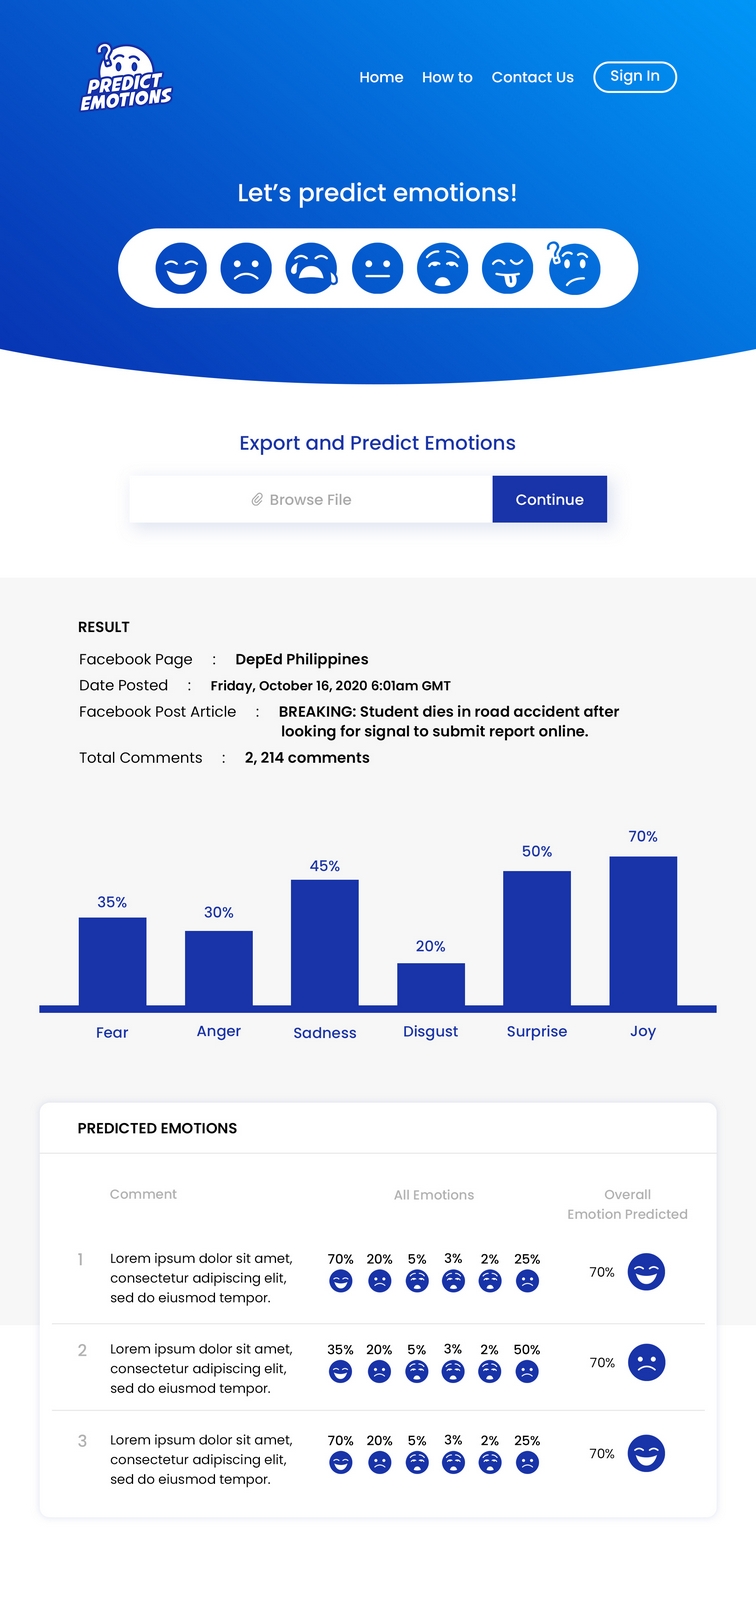 PREDICT
EMOTIONS
Home How to Contact Us Sign In
Let's predict emotions!
Export and Predict Emotions
Browse File Continue
RESULT
Facebook Page : DepEd Philippines
Date Posted : Friday, October 16, 2020 6:01am GMT
Facebook Post Article : BREAKING: Student dies in road accident after
looking for signal to submit report online.
Total Comments : 2, 214 comments
35% 30% 45% 20% 50% 70%
Fear Anger Sadness Disgust Surprise Joy
PREDICTED EMOTIONS
Comment All Emotions Overall
Emotion Predicted
1 Lorem ipsum dolor sit amet, 70% 20% 5% 3% 2% 25%
consectetur adipiscing elit, 70%
sed do eiusmod tempor.
2 Lorem ipsum dolor sit amet, 35% 20% 5% 3% 2% 50%
consectetur adipiscing elit, 70%
sed do eiusmod tempor.
3 Lorem ipsum dolor sit amet, 70% 20% 5% 3% 2% 25%
consectetur adipiscing elit, 70%
sed do eiusmod tempor.